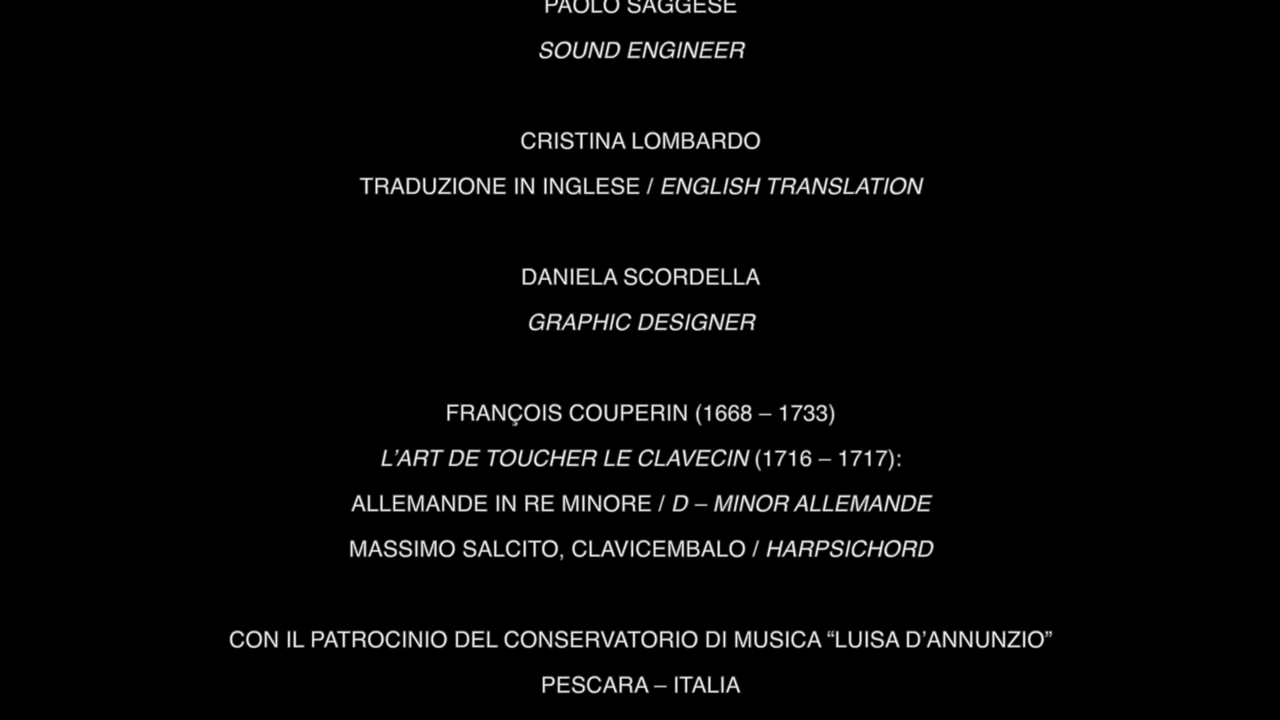 PAOLO SAGGESE
SOUND ENGINEER
CRISTINA LOMBARDO
TRADUZIONE IN INGLESE / ENGLISH TRANSLATION
DANIELA SCORDELLA
GRAPHIC DESIGNER
FRANÇOIS COUPERIN (1668 – 1733)
L’ART DE TOUCHER LE CLAVECIN (1716 – 1717):
ALLEMANDE IN RE MINORE / D – MINOR ALLEMANDE
MASSIMO SALCITO, CLAVICEMBALO / HARPSICHORD
CON IL PATROCINIO DEL CONSERVATORIO DI MUSICA “LUISA D’ANNUNZIO”
PESCARA – ITALIA